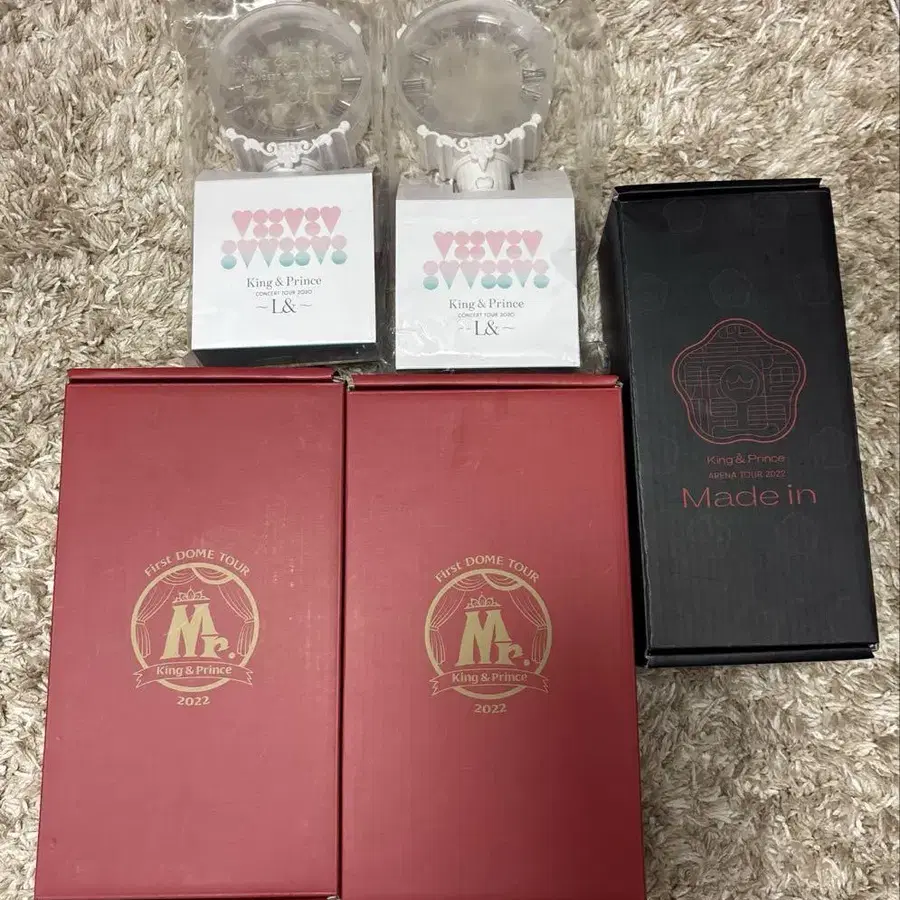 King & Prince
CONCERT TOUR 2020
~L&~
King & Prince
CONCERT TOUR 2020
~L&~
King & Prince
ARENA TOUR 2022
Made in
First DOME TOUR
Mr.
King & Prince
2022
First DOME TOUR
Mr.
King & Prince
2022